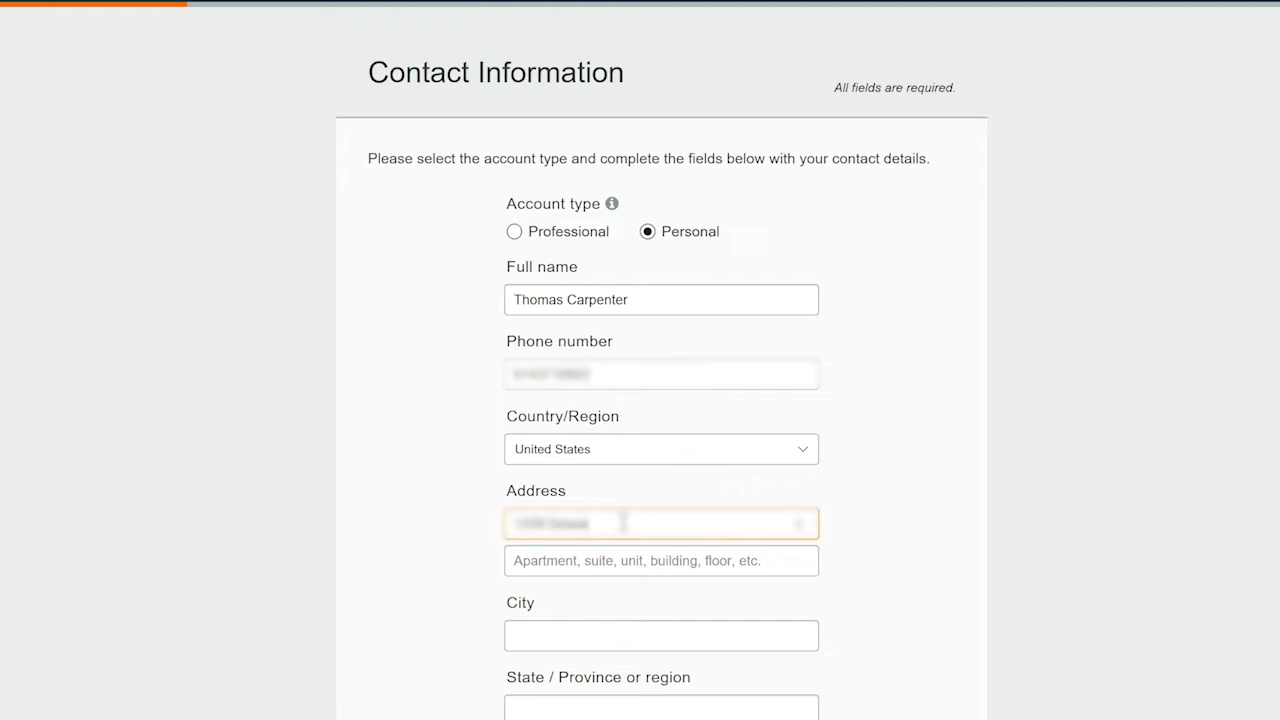 Contact Information
All fields are required.
Please select the account type and complete the fields below with your contact details.
Account type
Professional Personal
Full name
Thomas Carpenter
Phone number
Country/Region
United States
Address
Apartment, suite, unit, building, floor, etc.
City
State / Province or region